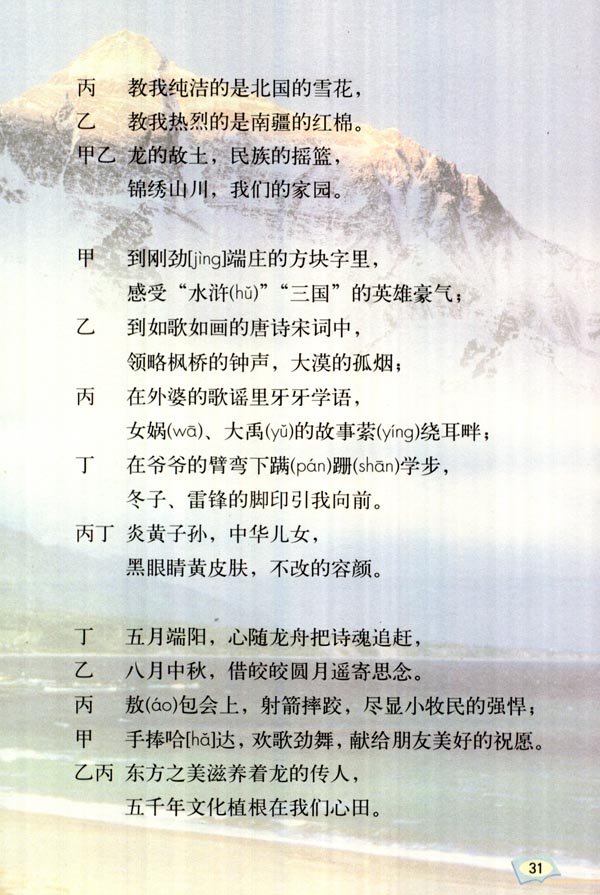 丙 教我纯洁的是北国的雪花，
乙 教我热烈的是南疆的红棉。
甲乙 龙的故土，民族的摇篮，
锦绣山川，我们的家园。
甲 到刚劲[jìng]端庄的方块字里，
感受“水浒(hǔ)”“三国”的英雄豪气；
乙 到如歌如画的唐诗宋词中，
领略枫桥的钟声，大漠的孤烟；
丙 在外婆的歌谣里牙牙学语，
女娲(wā)、大禹(yǔ)的故事萦(yíng)绕耳畔；
丁 在爷爷的臂弯下蹒(pán)跚(shān)学步，
冬子、雷锋的脚印引我向前。
丙丁 炎黄子孙，中华儿女，
黑眼睛黄皮肤，不改的容颜。
丁 五月端阳，心随龙舟把诗魂追赶，
乙 八月中秋，借皎皎圆月遥寄思念。
丙 敖(áo)包会上，射箭摔跤，尽显小牧民的强悍；
甲 手捧哈[hǎ]达，欢歌劲舞，献给朋友美好的祝愿。
乙丙 东方之美滋养着龙的传人，
五千年文化植根在我们心田。
31